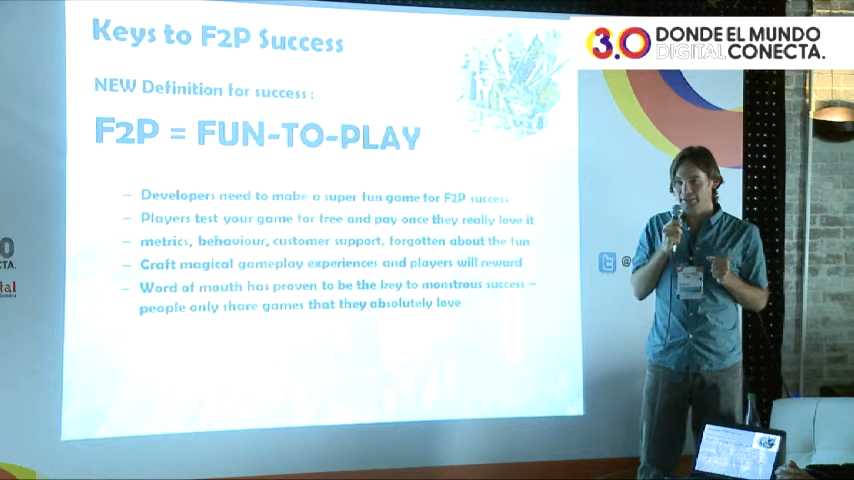 Keys to F2P Success
NEW Definition for success:
F2P = FUN-TO-PLAY
– Developers need to make a super fun game for F2P success
– Players test your game for free and pay once they really love it
– metrics, behaviour, customer support, forgotten about the fun
– Craft magical gameplay experiences and players will reward
– Word of mouth has proven to be the key to monstrous success –
people only share games that they absolutely love
3.0 DONDE EL MUNDO
DIGITAL CONECTA.
@